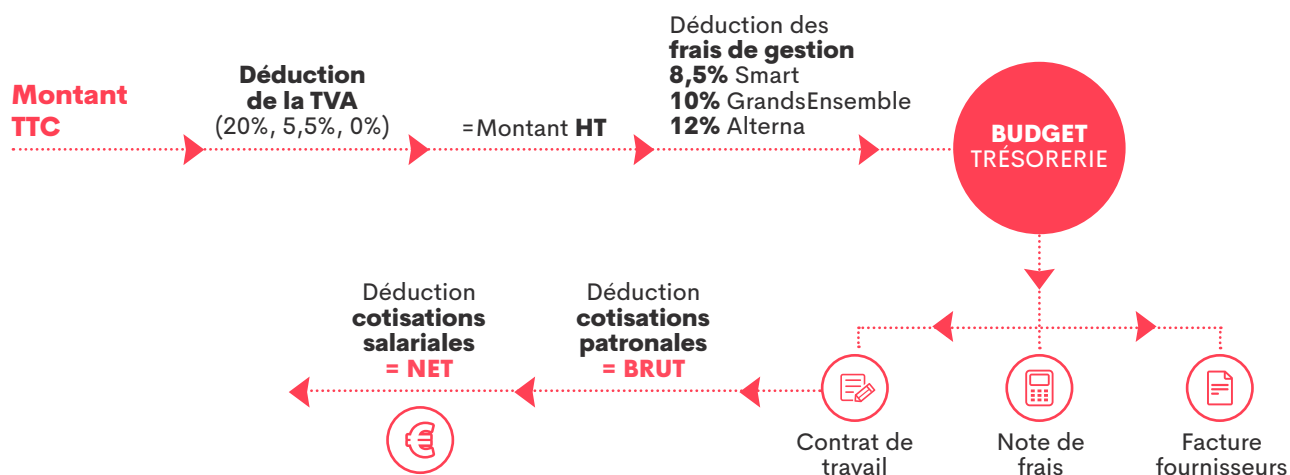 Montant
TTC
Déduction
de la TVA
(20%, 5,5%, 0%)
=Montant HT
Déduction des
frais de gestion
8,5% Smart
10% GrandsEnsemble
12% Alterna
BUDGET
TRÉSORERIE
Déduction
cotisations
salariales
= NET
Déduction
cotisations
patronales
= BRUT
Contrat de
travail
Note de
frais
Facture
fournisseurs